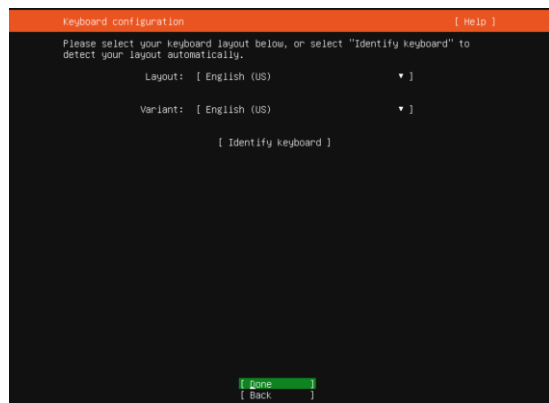 Keyboard configuration [ Help ]
Please select your keyboard layout below, or select "Identify keyboard" to
detect your layout automatically.
Layout: [ English (US) ▾ ]
Variant: [ English (US) ▾ ]
[ Identify keyboard ]
[ Done ]
[ Back ]